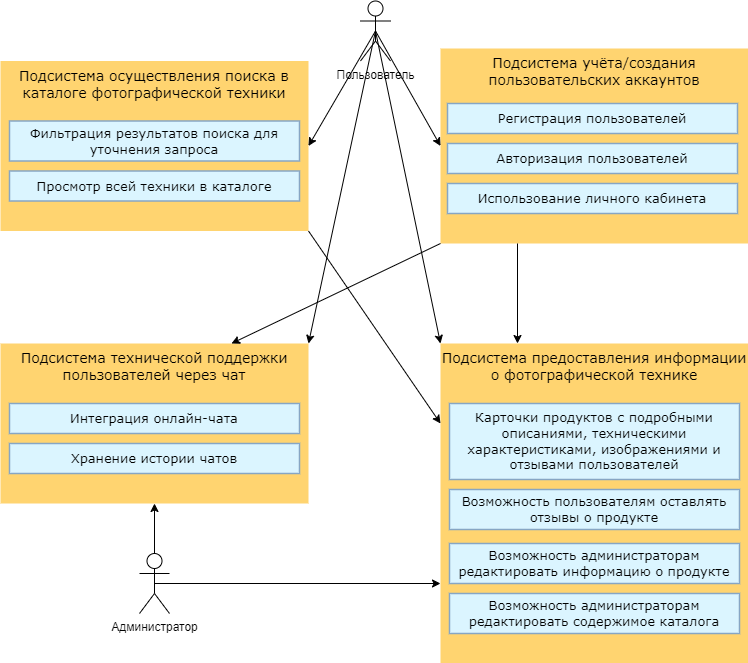 Пользователь
Подсистема осуществления поиска в
каталоге фотографической техники
Фильтрация результатов поиска для
уточнения запроса
Просмотр всей техники в каталоге
Подсистема учёта/создания
пользовательских аккаунтов
Регистрация пользователей
Авторизация пользователей
Использование личного кабинета
Подсистема технической поддержки
пользователей через чат
Интеграция онлайн-чата
Хранение истории чатов
Подсистема предоставления информации
о фотографической технике
Карточки продуктов с подробными
описаниями, техническими
характеристиками, изображениями и
отзывами пользователей
Возможность пользователям оставлять
отзывы о продукте
Возможность администраторам
редактировать информацию о продукте
Возможность администраторам
редактировать содержимое каталога
Администратор